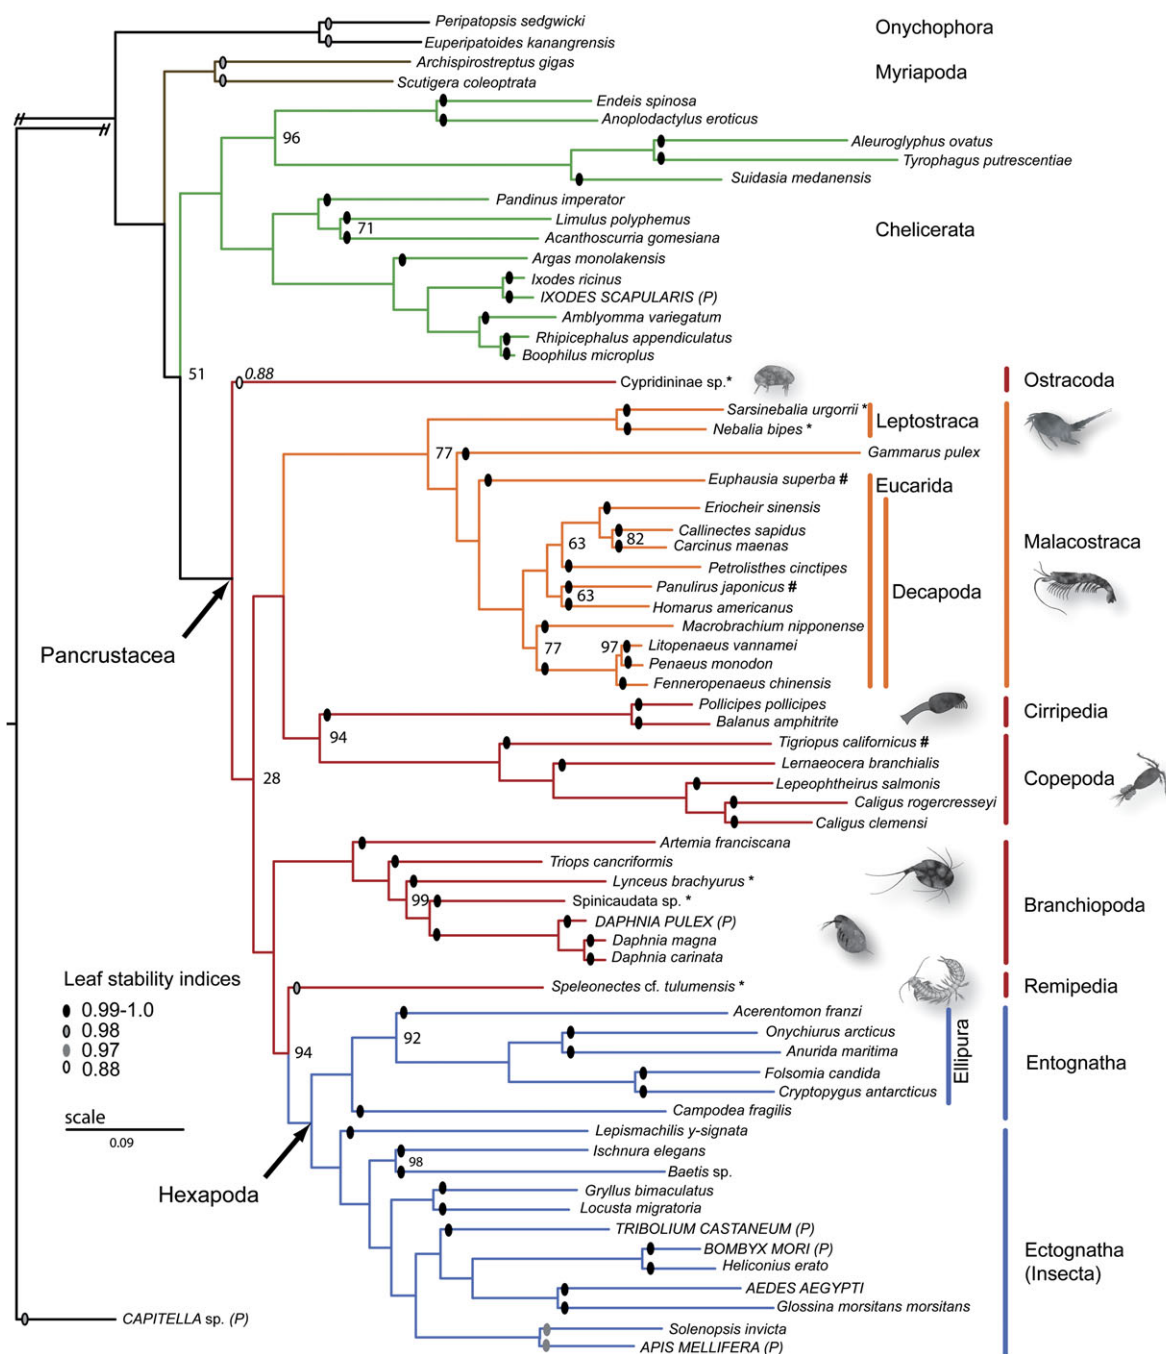 Peripatopsis sedgwicki
Onychophora
Euperipatoides kanangrensis
Archispirostreptus gigas
Myriapoda
Scutigera coleoptrata
Endeis spinosa
Anoplodactylus eroticus
96
Aleuroglyphus ovatus
Tyrophagus putrescentiae
Suidasia medanensis
Pandinus imperator
Limulus polyphemus
71
Chelicerata
Acanthoscurria gomesiana
Argas monolakensis
Ixodes ricinus
IXODES SCAPULARIS (P)
Amblyomma variegatum
Rhipicephalus appendiculatus
Boophilus microplus
51
0.88
Cypridininae sp.*
Ostracoda
Sarsinebalia urgorrii *
Leptostraca
Nebalia bipes *
77
Gammarus pulex
Euphausia superba #
Eucarida
Eriocheir sinensis
Callinectes sapidus
82
63
Carcinus maenas
Malacostraca
Petrolisthes cinctipes
Panulirus japonicus #
63
Decapoda
Homarus americanus
Macrobrachium nipponense
77
97
Litopenaeus vannamei
Pancrustacea
Penaeus monodon
Fenneropenaeus chinensis
Pollicipes pollicipes
Cirripedia
Balanus amphitrite
94
Tigriopus californicus #
Lernaeocera branchialis
28
Lepeophtheirus salmonis
Copepoda
Caligus rogercresseyi
Caligus clemensi
Artemia franciscana
Triops cancriformis
Lynceus brachyurus *
99
Spinicaudata sp. *
Branchiopoda
DAPHNIA PULEX (P)
Daphnia magna
Daphnia carinata
Leaf stability indices
0.99-1.0
0.98
0.97
0.88
Speleonectes cf. tulumensis *
Remipedia
94
Acerentomon franzi
92
Onychiurus arcticus
Anurida maritima
Ellipura
Entognatha
Folsomia candida
Cryptopygus antarcticus
Campodea fragilis
scale
0.09
Lepismachilis y-signata
Ischnura elegans
98
Baetis sp.
Hexapoda
Gryllus bimaculatus
Locusta migratoria
TRIBOLIUM CASTANEUM (P)
BOMBYX MORI (P)
Heliconius erato
Ectognatha
(Insecta)
AEDES AEGYPTI
Glossina morsitans morsitans
CAPITELLA sp. (P)
Solenopsis invicta
APIS MELLIFERA (P)